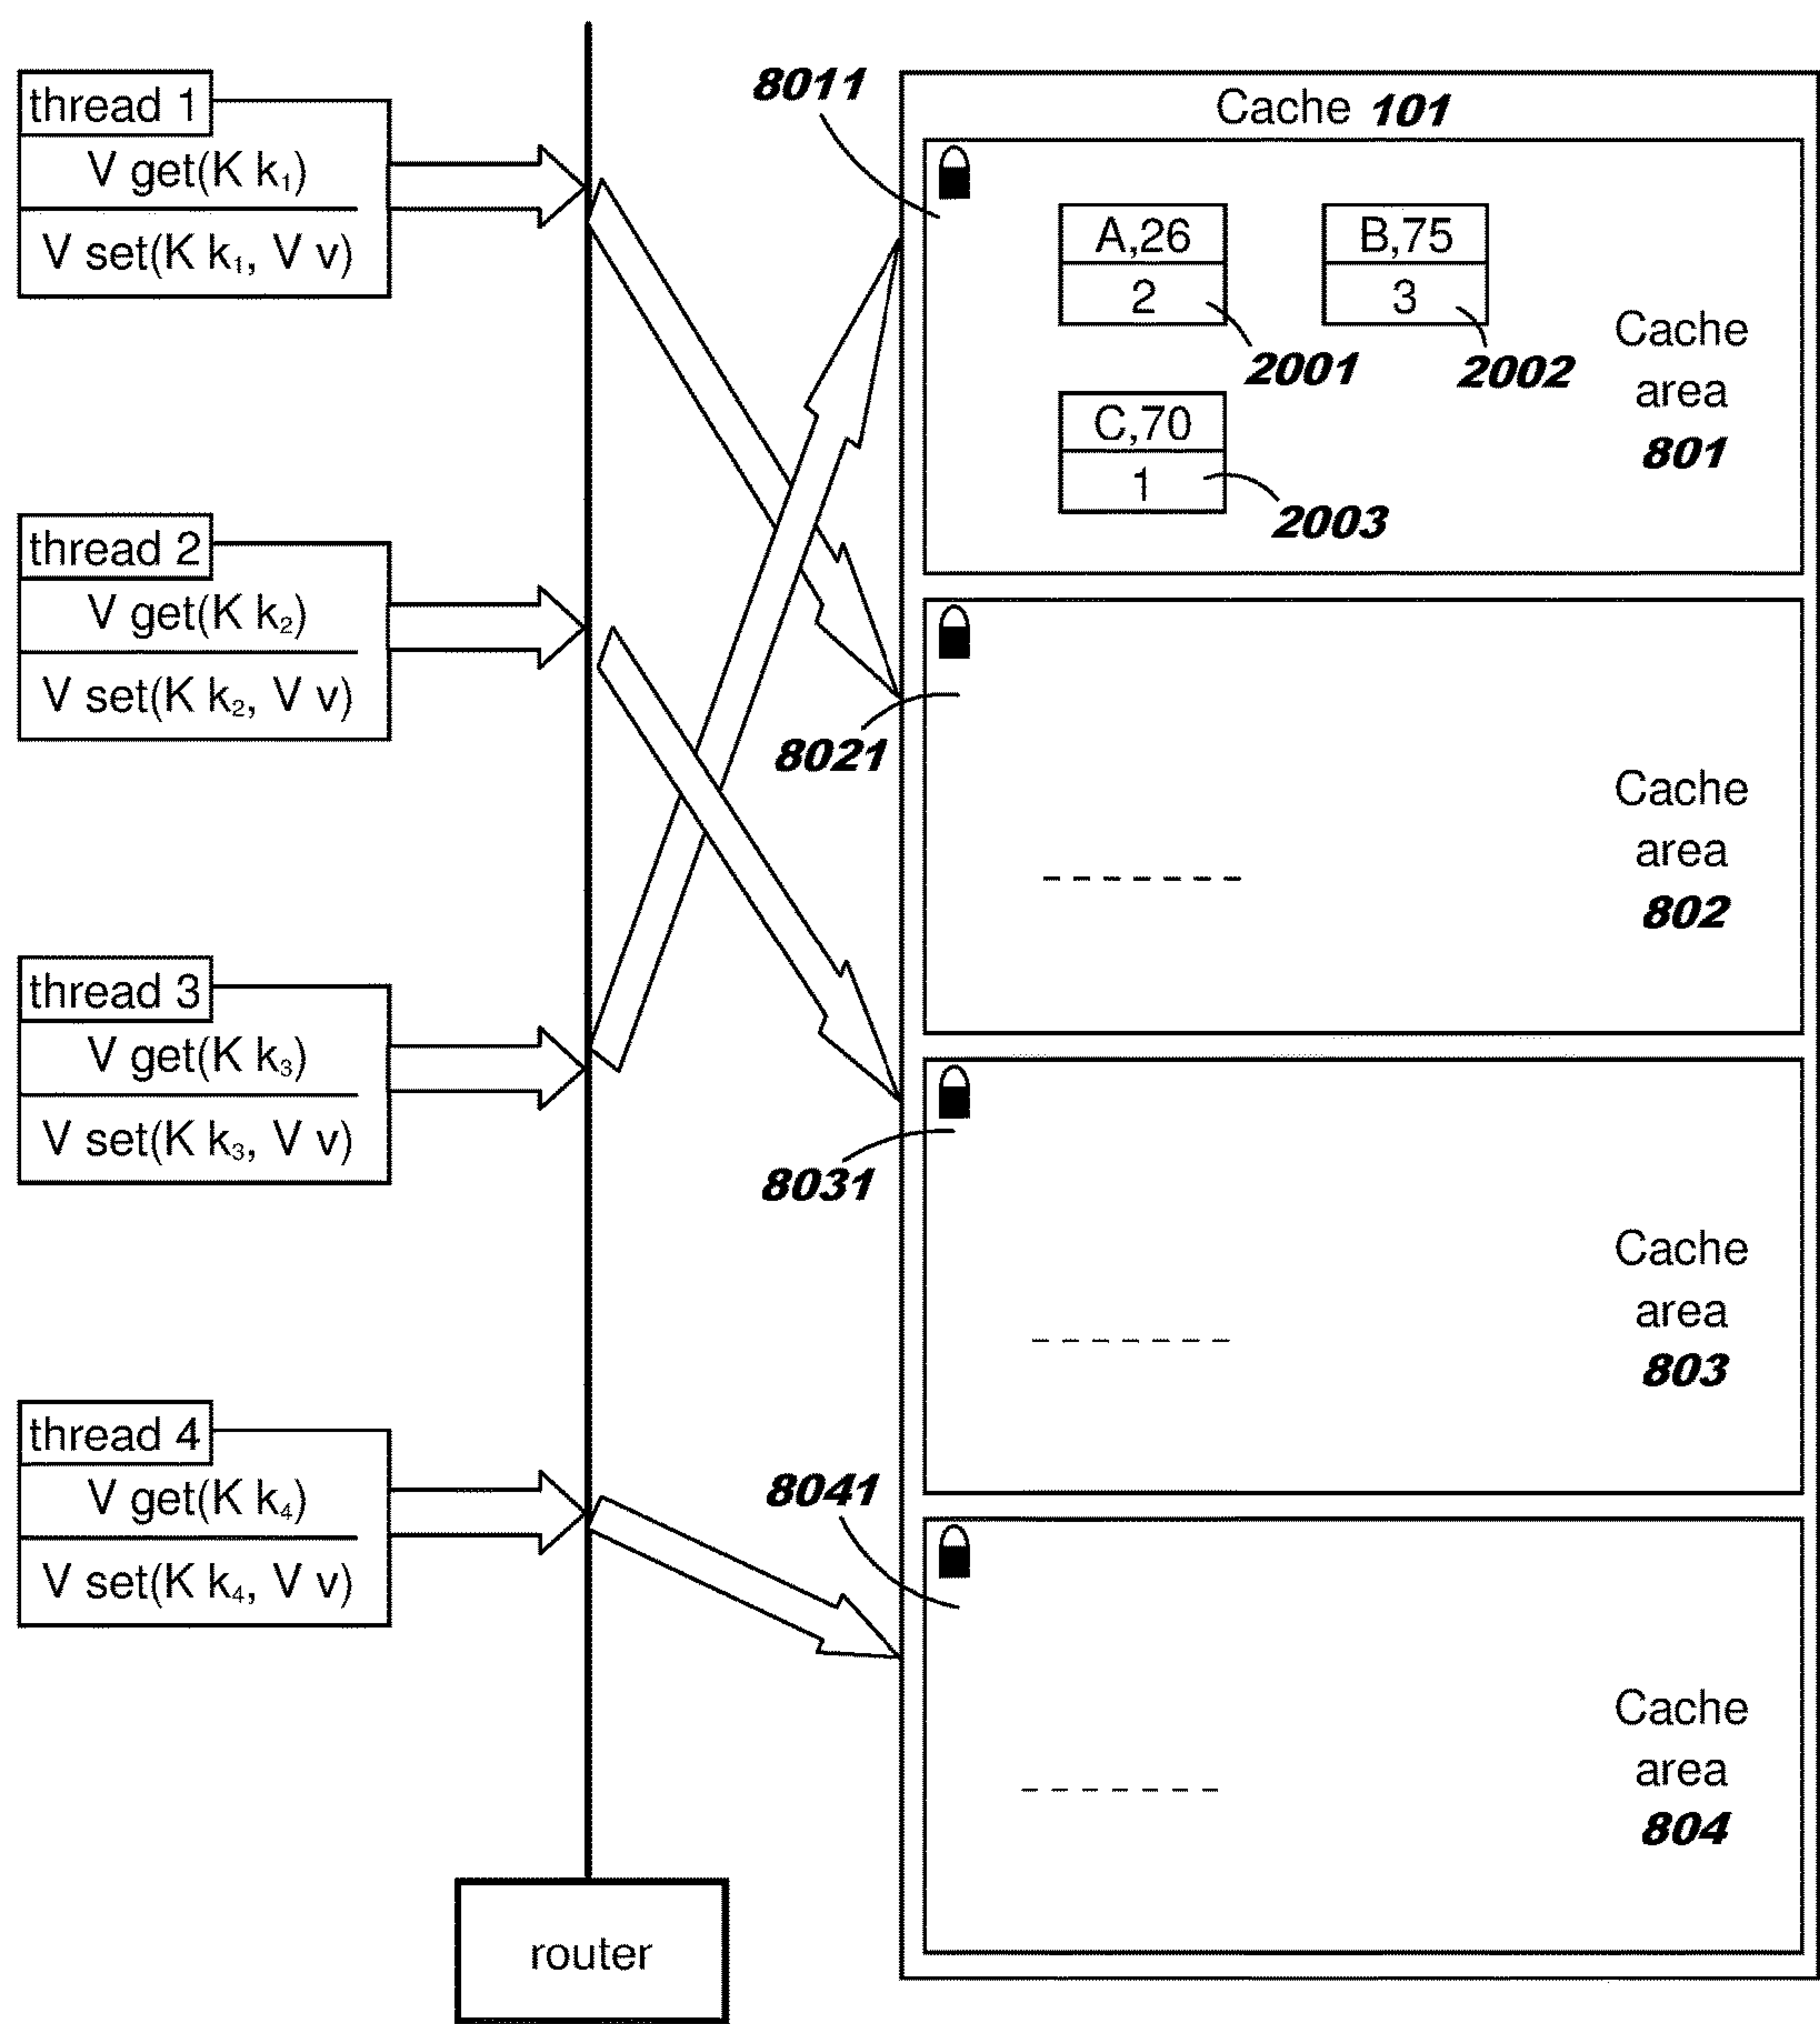 thread 1
V get(K k₁)
V set(K k₁, V v)
thread 2
V get(K k₂)
V set(K k₂, V v)
thread 3
V get(K k₃)
V set(K k₃, V v)
thread 4
V get(K k₄)
V set(K k₄, V v)
router
8011
8021
8031
8041
Cache 101
A,26
2
2001
B,75
3
2002
C,70
1
2003
Cache
area
801
Cache
area
802
Cache
area
803
Cache
area
804